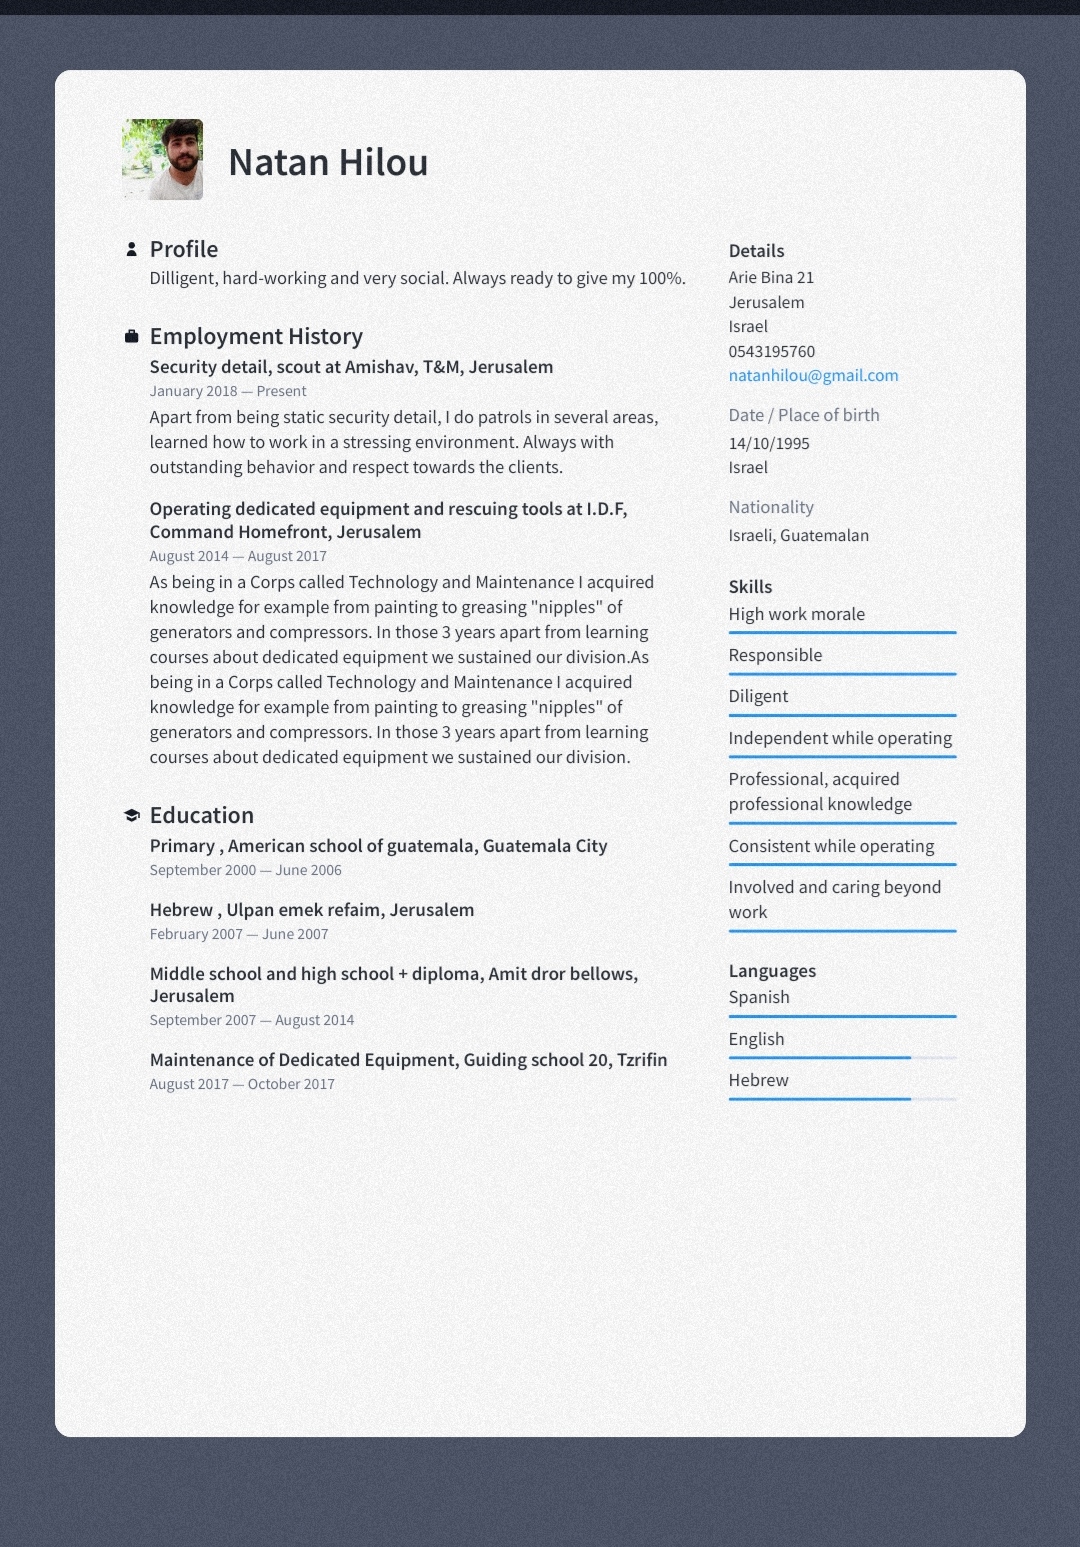 Natan Hilou
Profile
Dilligent, hard-working and very social. Always ready to give my 100%.
Employment History
Security detail, scout at Amishav, T&M, Jerusalem
January 2018 — Present
Apart from being static security detail, I do patrols in several areas,
learned how to work in a stressing environment. Always with
outstanding behavior and respect towards the clients.
Operating dedicated equipment and rescuing tools at I.D.F,
Command Homefront, Jerusalem
August 2014 — August 2017
As being in a Corps called Technology and Maintenance I acquired
knowledge for example from painting to greasing "nipples" of
generators and compressors. In those 3 years apart from learning
courses about dedicated equipment we sustained our division.As
being in a Corps called Technology and Maintenance I acquired
knowledge for example from painting to greasing "nipples" of
generators and compressors. In those 3 years apart from learning
courses about dedicated equipment we sustained our division.
Education
Primary , American school of guatemala, Guatemala City
September 2000 — June 2006
Hebrew , Ulpan emek refaim, Jerusalem
February 2007 — June 2007
Middle school and high school + diploma, Amit dror bellows,
Jerusalem
September 2007 — August 2014
Maintenance of Dedicated Equipment, Guiding school 20, Tzrifin
August 2017 — October 2017
Details
Arie Bina 21
Jerusalem
Israel
0543195760
natanhilou@gmail.com
Date / Place of birth
14/10/1995
Israel
Nationality
Israeli, Guatemalan
Skills
High work morale
Responsible
Diligent
Independent while operating
Professional, acquired
professional knowledge
Consistent while operating
Involved and caring beyond
work
Languages
Spanish
English
Hebrew